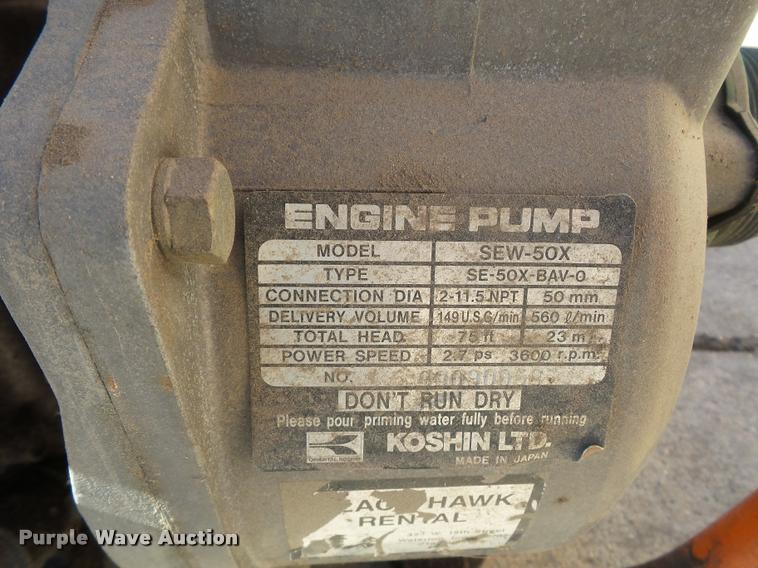 ENGINE PUMP
MODEL SEW-50X
TYPE SE-50X-BAV-0
CONNECTION DIA 2-11.5 NPT 50 mm
DELIVERY VOLUME 149 U.S.G/min 560 ℓ/min
TOTAL HEAD 75 ft 23 m
POWER SPEED 2.7 ps 3600 r.p.m.
NO.
DON'T RUN DRY
Please pour priming water fully before running
KOSHIN LTD.
MADE IN JAPAN
HAWK
RENTAL
Purple Wave Auction